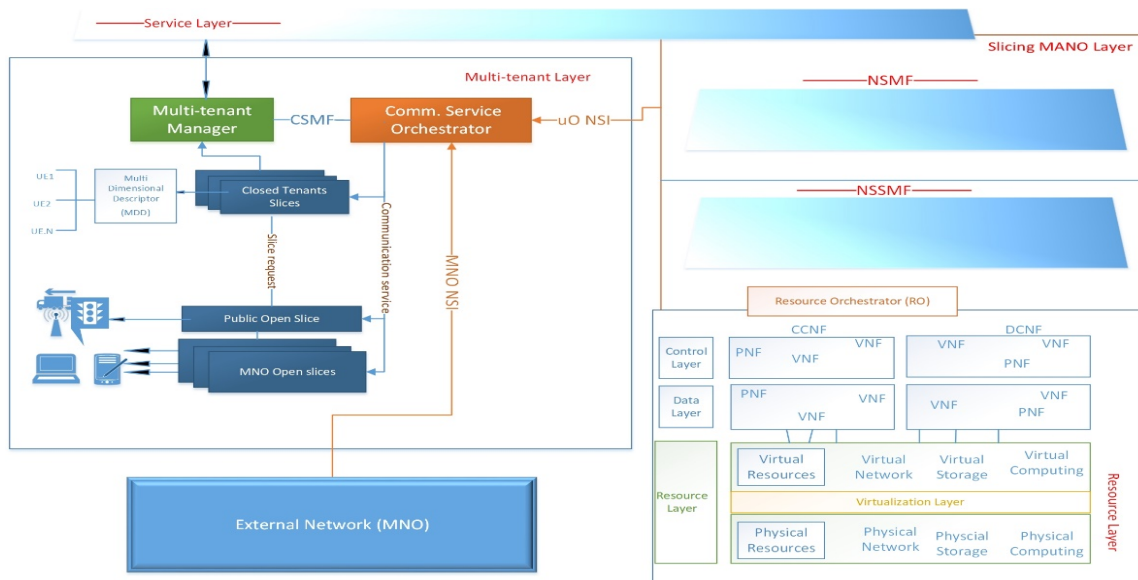 Service Layer
Slicing MANO Layer
Multi-tenant Layer
NSMF
Multi-tenant
Manager
CSMF
Comm. Service
Orchestrator
uO NSI
UE1
UE2
UE.N
Multi
Dimensional
Descriptor
(MDD)
Closed Tenants
Slices
NSSMF
Slice request
Communication service
MNO NSI
Public Open Slice
MNO Open slices
Resource Orchestrator (RO)
CCNF
DCNF
Control
Layer
PNF
VNF
VNF
VNF
VNF
PNF
Data
Layer
PNF
VNF
VNF
VNF
VNF
PNF
Resource
Layer
Virtual
Resources
Virtual
Network
Virtual
Storage
Virtual
Computing
Virtualization Layer
Physical
Resources
Physical
Network
Physcial
Storage
Physical
Computing
Resource Layer
External Network (MNO)